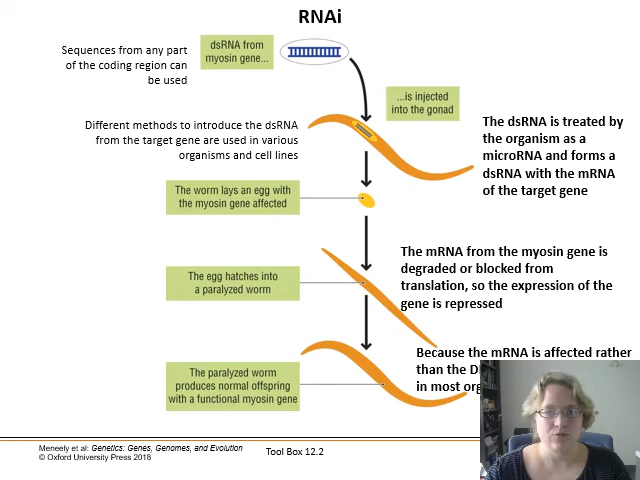 RNAi
Sequences from any part
of the coding region can
be used
dsRNA from
myosin gene...
...is injected
into the gonad
Different methods to introduce the dsRNA
from the target gene are used in various
organisms and cell lines
The dsRNA is treated by
the organism as a
microRNA and forms a
dsRNA with the mRNA
of the target gene
The worm lays an egg with
the myosin gene affected
The mRNA from the myosin gene is
degraded or blocked from
translation, so the expression of the
gene is repressed
The egg hatches into
a paralyzed worm
Because the mRNA is affected rather
than the
in most
The paralyzed worm
produces normal offspring
with a functional myosin gene
Meneely et al: Genetics: Genes, Genomes, and Evolution
© Oxford University Press 2018
Tool Box 12.2